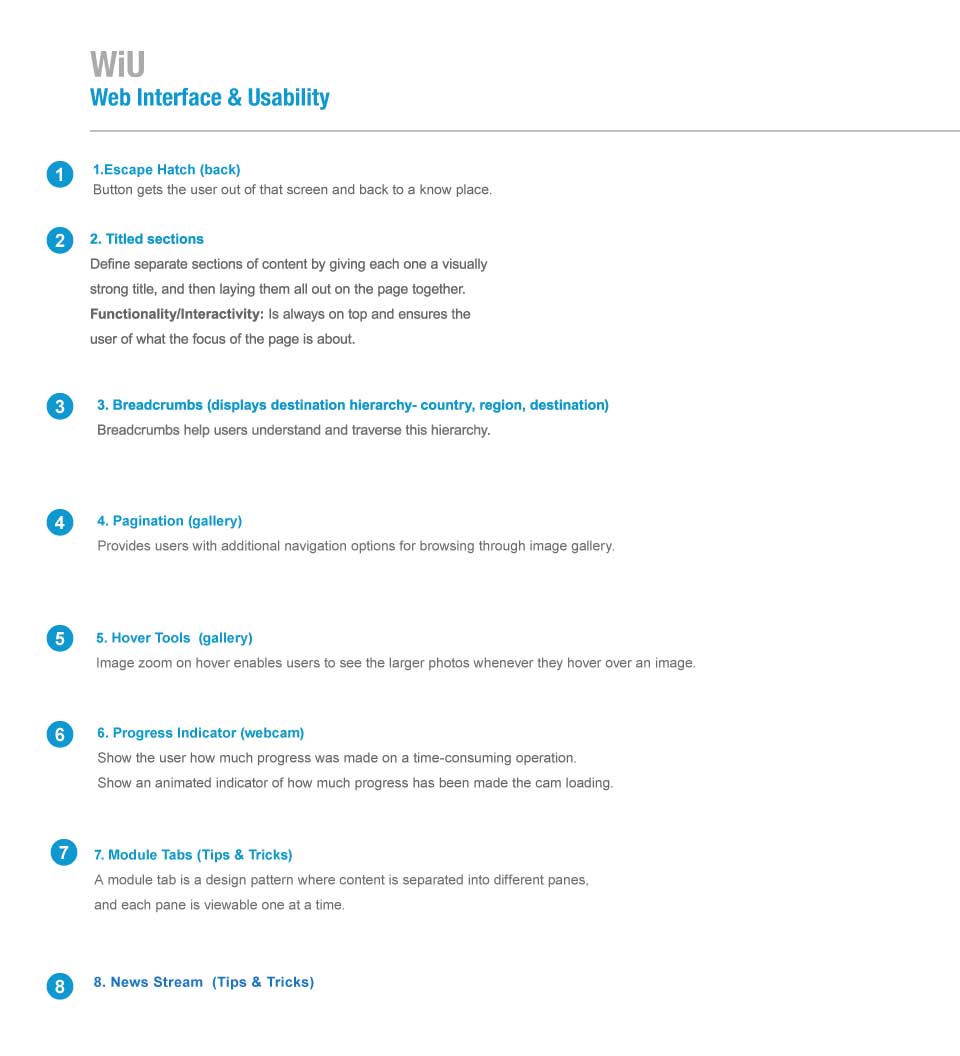 WiU
Web Interface & Usability
1 1.Escape Hatch (back)
Button gets the user out of that screen and back to a know place.
2 2. Titled sections
Define separate sections of content by giving each one a visually
strong title, and then laying them all out on the page together.
Functionality/Interactivity: Is always on top and ensures the
user of what the focus of the page is about.
3 3. Breadcrumbs (displays destination hierarchy- country, region, destination)
Breadcrumbs help users understand and traverse this hierarchy.
4 4. Pagination (gallery)
Provides users with additional navigation options for browsing through image gallery.
5 5. Hover Tools  (gallery)
Image zoom on hover enables users to see the larger photos whenever they hover over an image.
6 6. Progress Indicator (webcam)
Show the user how much progress was made on a time-consuming operation.
Show an animated indicator of how much progress has been made the cam loading.
7 7. Module Tabs (Tips & Tricks)
A module tab is a design pattern where content is separated into different panes,
and each pane is viewable one at a time.
8 8. News Stream  (Tips & Tricks)